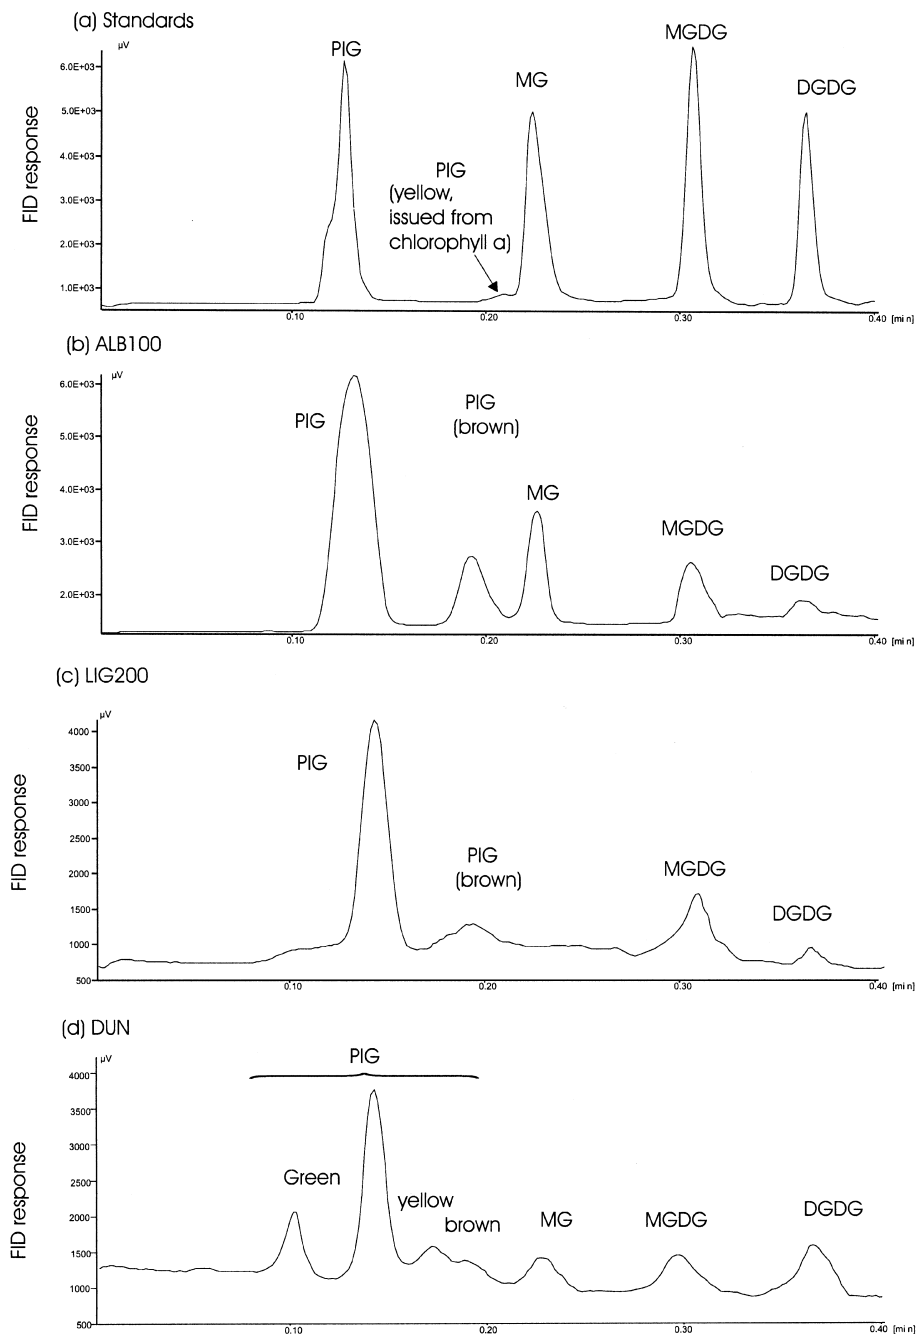 (a) Standards
µV
PIG
MGDG
MG
DGDG
6.0E+03
5.0E+03
4.0E+03
3.0E+03
2.0E+03
1.0E+03
FID response
PIG
(yellow,
issued from
chlorophyll a)
0.10
0.20
0.30
0.40 [min]
(b) ALB100
µV
6.0E+03
5.0E+03
4.0E+03
3.0E+03
2.0E+03
FID response
PIG
PIG
(brown)
MG
MGDG
DGDG
0.10
0.20
0.30
0.40 [min]
(c) LIG200
µV
4000
3500
3000
2500
2000
1500
1000
500
FID response
PIG
PIG
(brown)
MGDG
DGDG
0.10
0.20
0.30
0.40 [min]
(d) DUN
µV
4000
3500
3000
2500
2000
1500
1000
500
FID response
PIG
Green
yellow
brown
MG
MGDG
DGDG
0.10
0.20
0.30
0.40 [min]